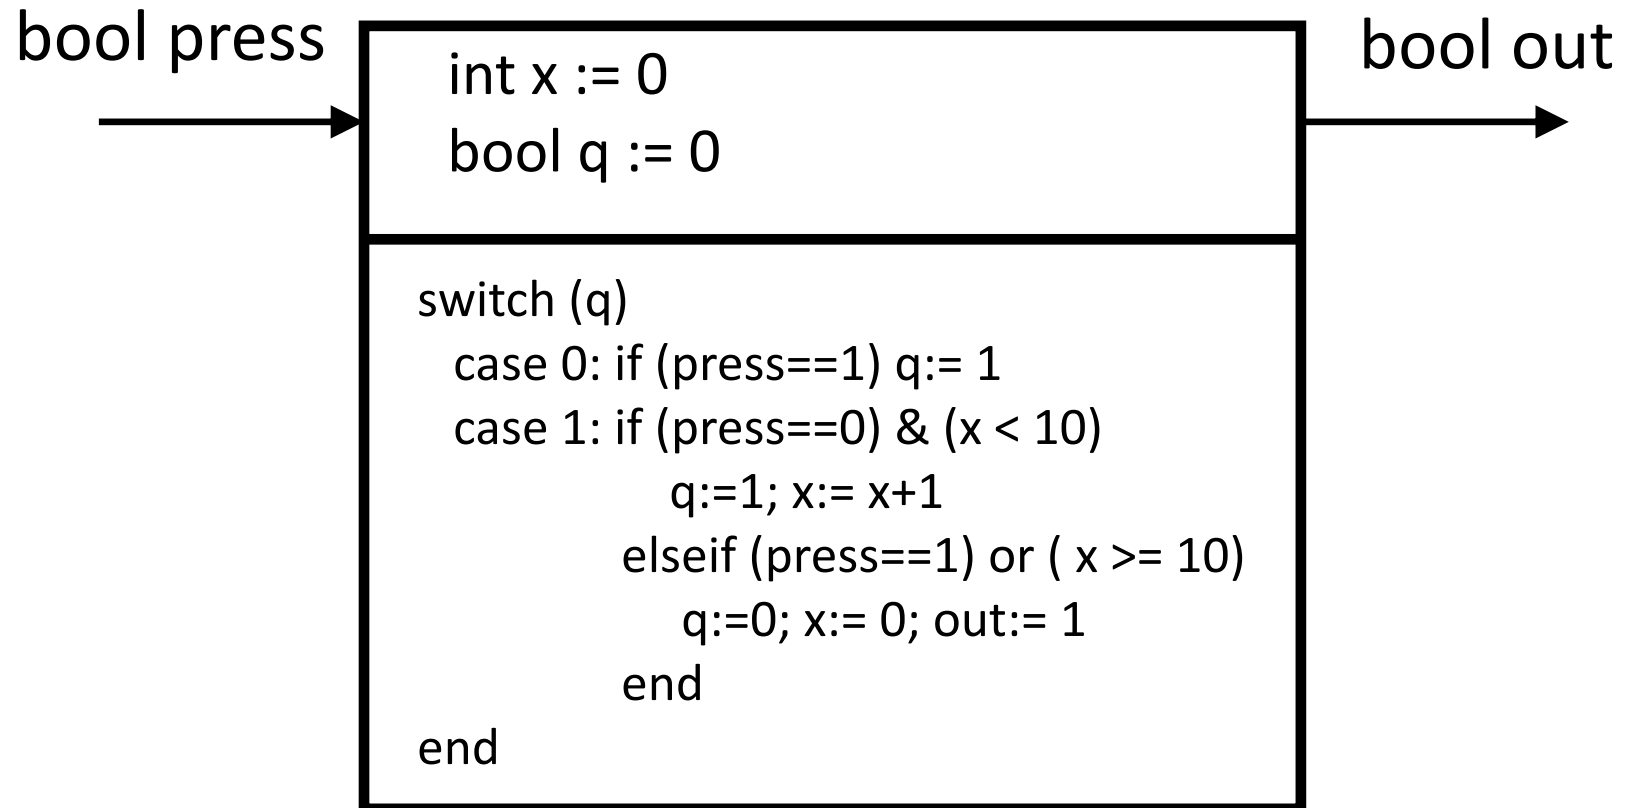 bool press
bool out
int x := 0
bool q := 0
switch (q)
case 0: if (press==1) q:= 1
case 1: if (press==0) & (x < 10)
q:=1; x:= x+1
elseif (press==1) or ( x >= 10)
q:=0; x:= 0; out:= 1
end
end